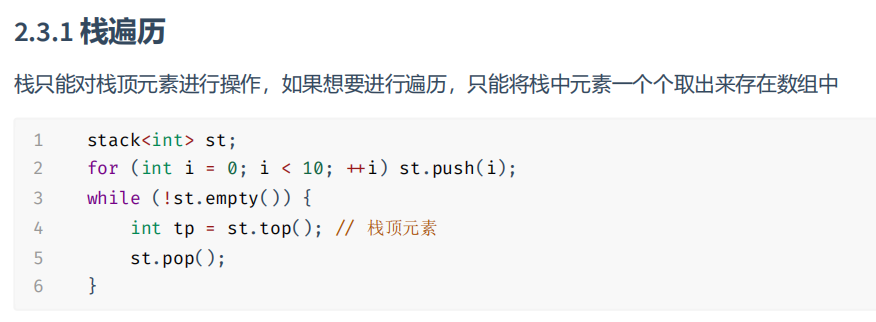 2.3.1 栈遍历
栈只能对栈顶元素进行操作，如果想要进行遍历，只能将栈中元素一个个取出来存在数组中
1 stack<int> st;
2 for (int i = 0; i < 10; ++i) st.push(i);
3 while (!st.empty()) {
4     int tp = st.top(); // 栈顶元素
5     st.pop();
6 }